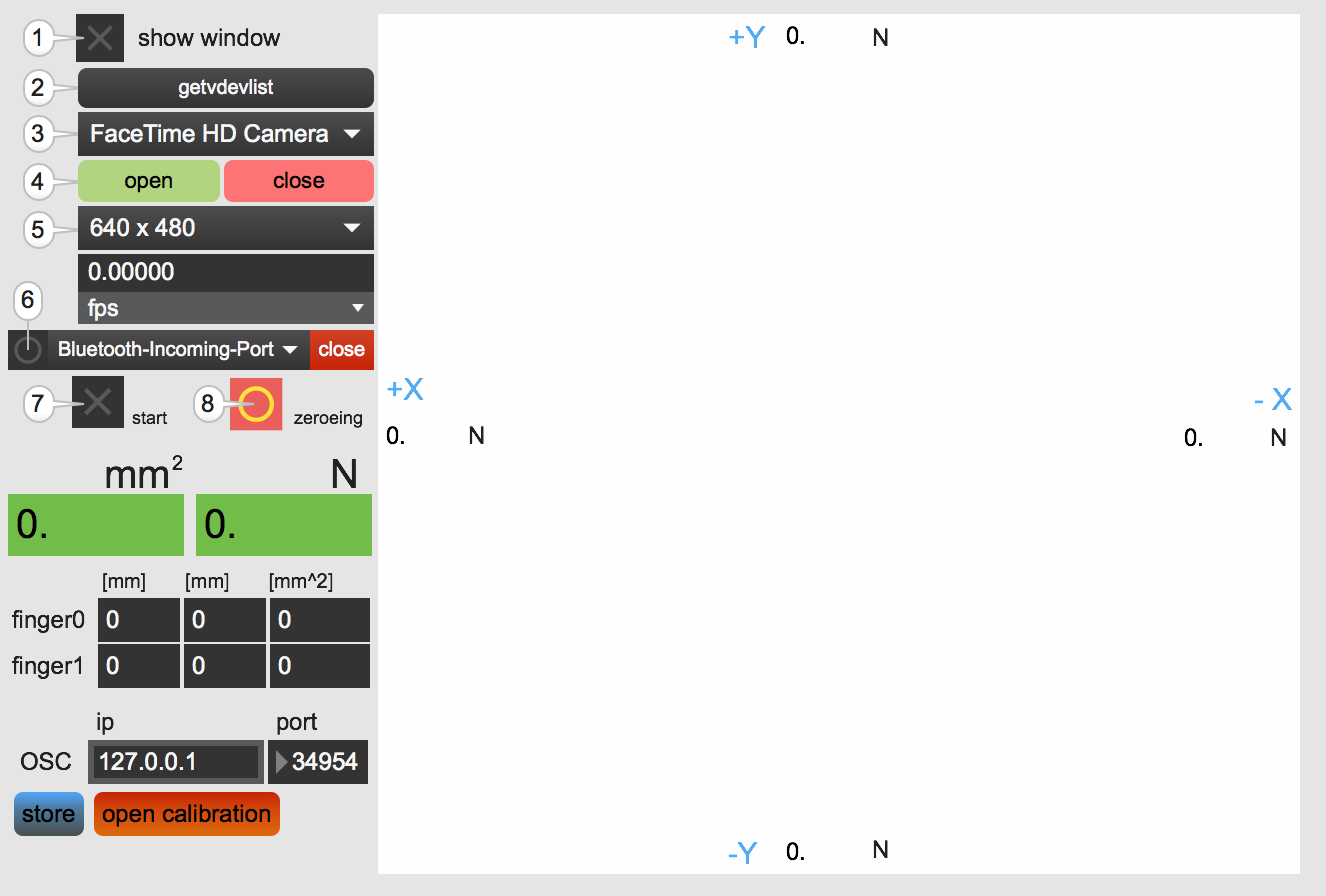 1 show window
2 getvdevlist
3 FaceTime HD Camera
4 open close
5 640 x 480
0.00000
6 fps
Bluetooth-Incoming-Port close
7 start 8 zeroeing
mm² N
0. 0.
[mm] [mm] [mm^2]
finger0 0 0 0
finger1 0 0 0
ip port
OSC 127.0.0.1 34954
store open calibration
+Y 0. N
+X
0. N
- X
0. N
-Y 0. N